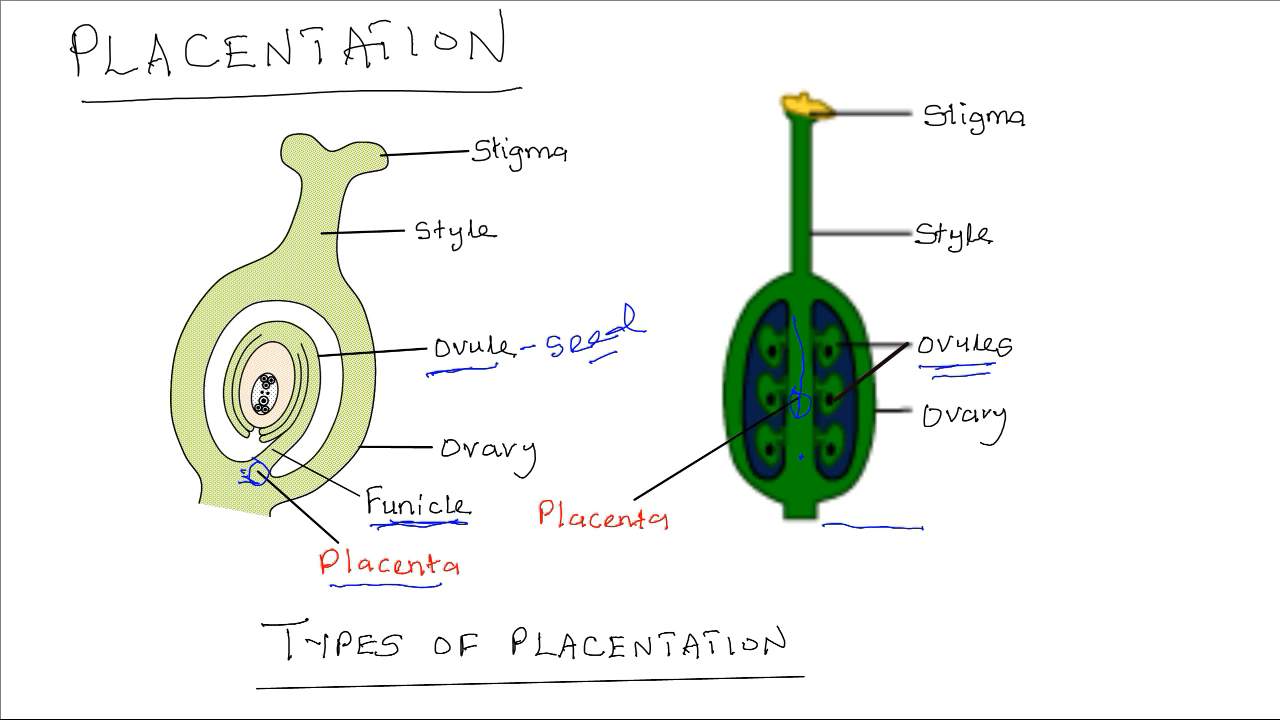 PLACENTATION
Stigma
Style
Ovule - seed
Ovary
Funicle
Placenta
Stigma
Style
Ovules
Ovary
Placenta
TYPES OF PLACENTATION